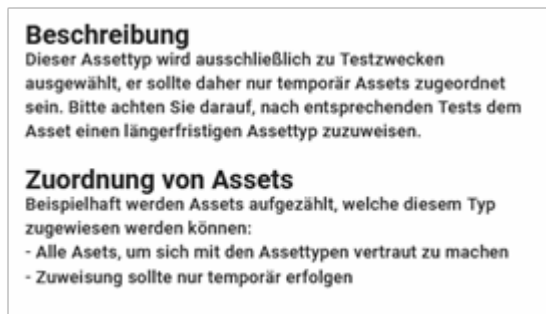 Beschreibung
Dieser Assettyp wird ausschließlich zu Testzwecken
ausgewählt, er sollte daher nur temporär Assets zugeordnet
sein. Bitte achten Sie darauf, nach entsprechenden Tests dem
Asset einen längerfristigen Assettyp zuzuweisen.
Zuordnung von Assets
Beispielhaft werden Assets aufgezählt, welche diesem Typ
zugewiesen werden können:
- Alle Asets, um sich mit den Assettypen vertraut zu machen
- Zuweisung sollte nur temporär erfolgen